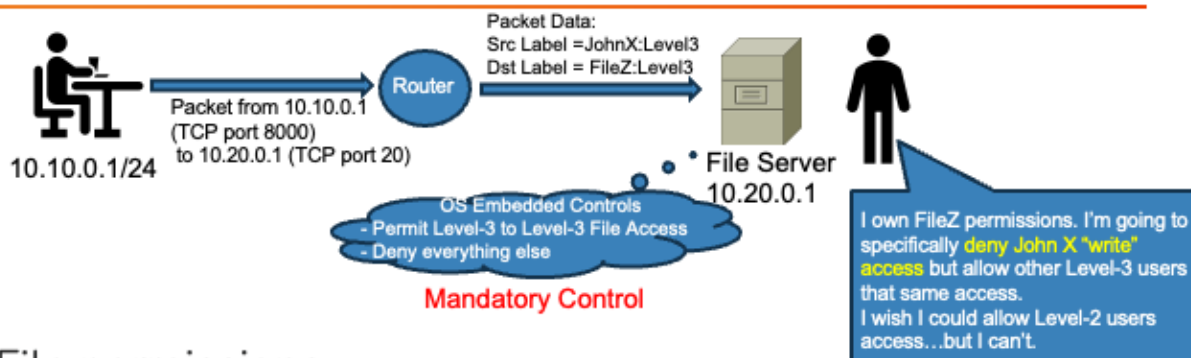 Packet Data:
Src Label =JohnX:Level3
Dst Label = FileZ:Level3
Router
Packet from 10.10.0.1
(TCP port 8000)
to 10.20.0.1 (TCP port 20)
10.10.0.1/24
File Server
10.20.0.1
OS Embedded Controls
- Permit Level-3 to Level-3 File Access
- Deny everything else
Mandatory Control
I own FileZ permissions. I'm going to
specifically deny John X "write"
access but allow other Level-3 users
that same access.
I wish I could allow Level-2 users
access...but I can't.